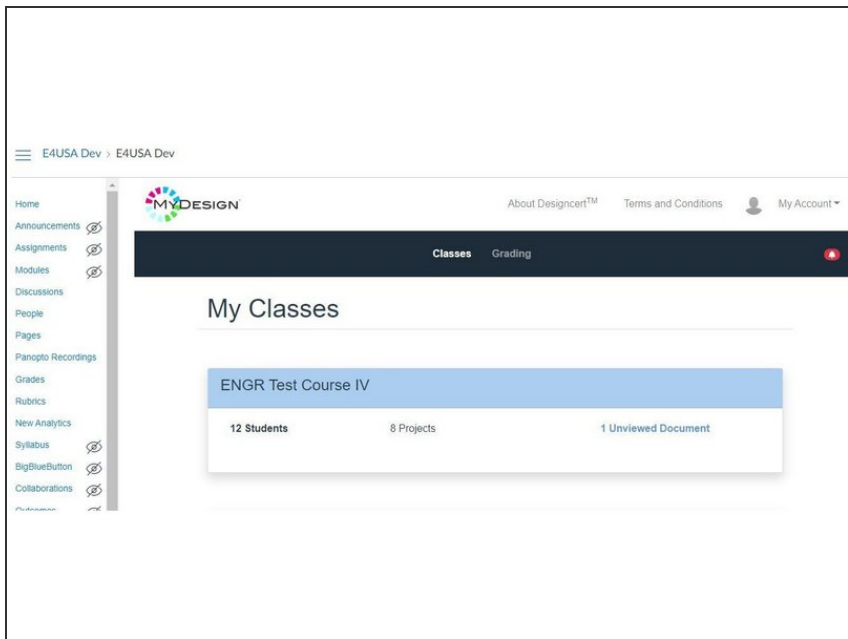 E4USA Dev > E4USA Dev
Home
Announcements
Assignments
Modules
Discussions
People
Pages
Panopto Recordings
Grades
Rubrics
New Analytics
Syllabus
BigBlueButton
Collaborations
MYDESIGN
About Designcert™ Terms and Conditions My Account
Classes Grading
My Classes
ENGR Test Course IV
12 Students 8 Projects 1 Unviewed Document